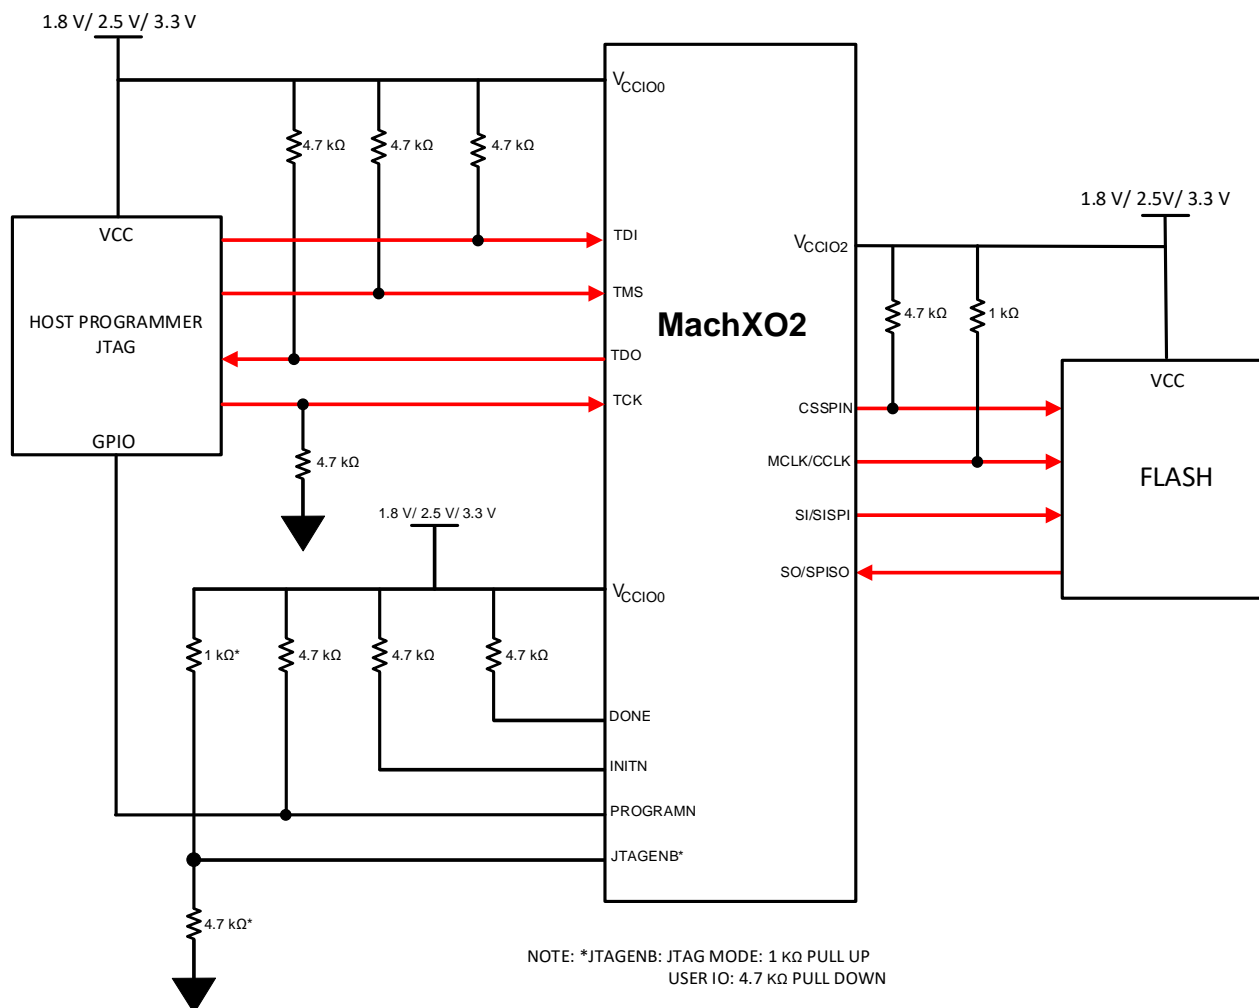 1.8 V/ 2.5 V/ 3.3 V
VCCIO0
4.7 kΩ
4.7 kΩ
4.7 kΩ
1.8 V/ 2.5V/ 3.3 V
VCC
HOST PROGRAMMER
JTAG
GPIO
TDI
TMS
TDO
TCK
4.7 kΩ
MachXO2
VCCIO2
4.7 kΩ
1 kΩ
CSSPIN
MCLK/CCLK
SI/SISPI
SO/SPISO
VCC
FLASH
1.8 V/ 2.5 V/ 3.3 V
VCCIO0
1 kΩ*
4.7 kΩ
4.7 kΩ
4.7 kΩ
DONE
INITN
PROGRAMN
JTAGENB*
4.7 kΩ*
NOTE: *JTAGENB: JTAG MODE: 1 KΩ PULL UP
USER IO: 4.7 KΩ PULL DOWN